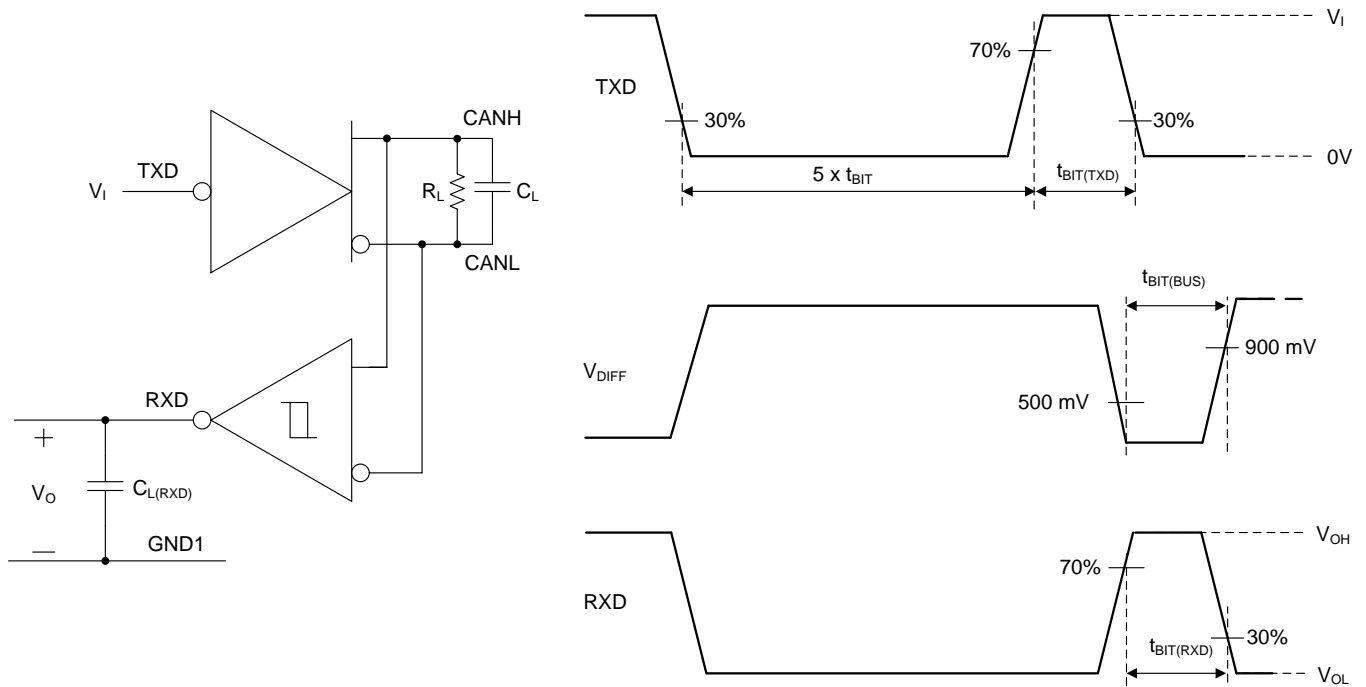 CANH
TXD
V_I
R_L
C_L
CANL
RXD
+
V_O
C_L(RXD)
—
GND1
V_I
70%
TXD
30%
30%
0V
5 x t_BIT
t_BIT(TXD)
t_BIT(BUS)
900 mV
V_DIFF
500 mV
V_OH
70%
RXD
30%
t_BIT(RXD)
V_OL